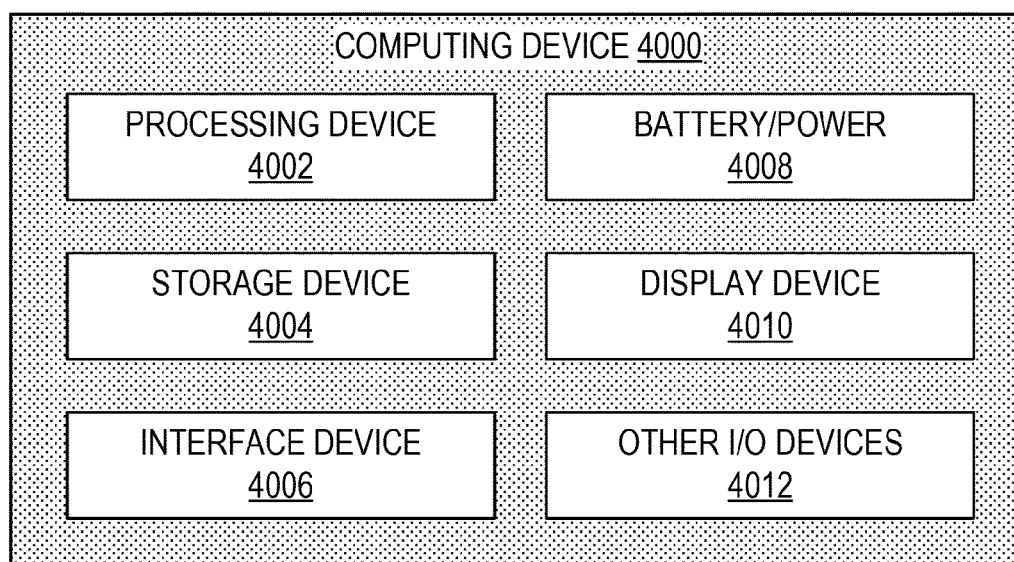 COMPUTING DEVICE 4000
PROCESSING DEVICE
4002
BATTERY/POWER
4008
STORAGE DEVICE
4004
DISPLAY DEVICE
4010
INTERFACE DEVICE
4006
OTHER I/O DEVICES
4012